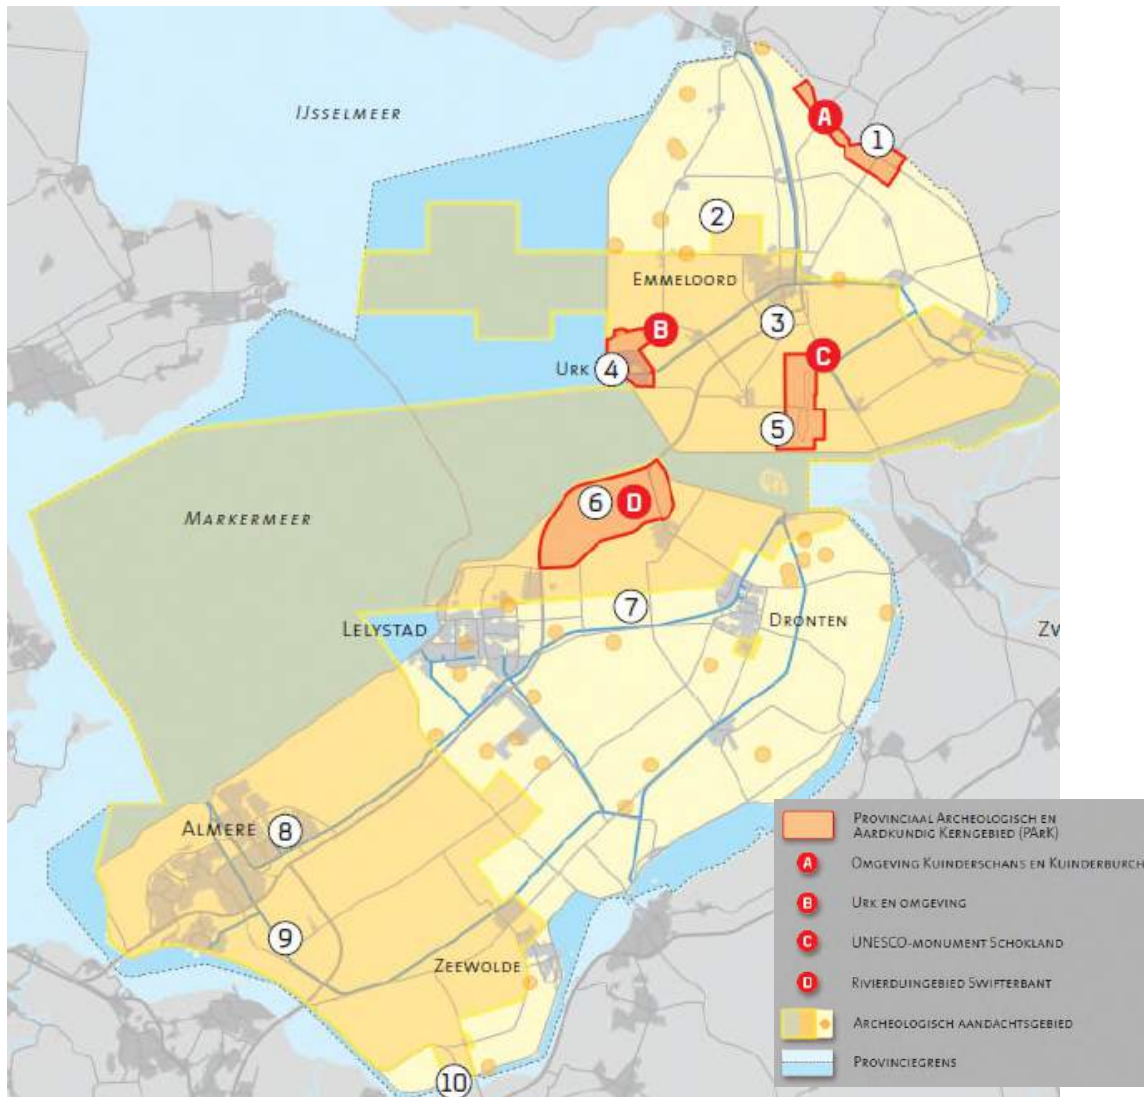 IJSSELMEER
A
1
2
EMMELOORD
3
B
C
URK
4
5
6
D
MARKERMEER
7
LELYSTAD
DRONTEN
ZW
ALMERE
8
9
ZEEWOLDE
10
PROVINCIAAL ARCHEOLOGISCH EN
AARDKUNDIG KERNGEBIED (PARK)
A OMGEVING KUINDERSCHANS EN KUINDERBURCH
B URK EN OMGEVING
C UNESCO-MONUMENT SCHOKLAND
D RIVIERDUINGEBIED SWIFTERBANT
ARCHEOLOGISCH AANDACHTSGEBIED
PROVINCIEGRENS